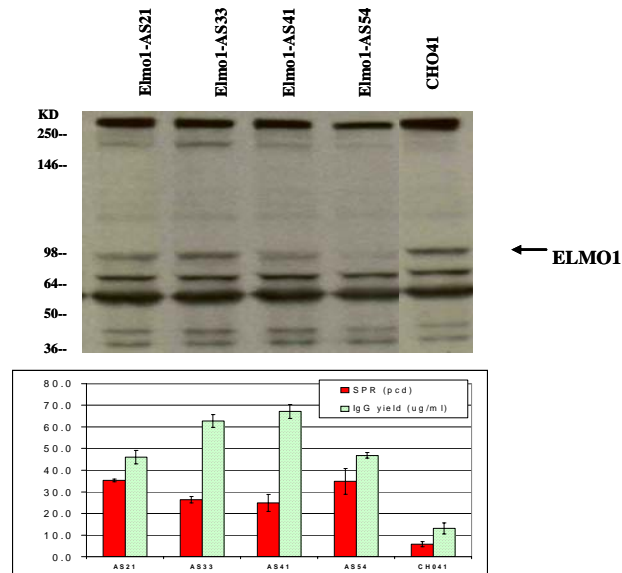 Elmo1-AS21
Elmo1-AS33
Elmo1-AS41
Elmo1-AS54
CHO41
KD
250--
146--
98--
64--
50--
36--
ELMO1
80.0
70.0
60.0
50.0
40.0
30.0
20.0
10.0
0.0
SPR (pcd)
IgG yield (ug/ml)
AS21
AS33
AS41
AS54
CHO41